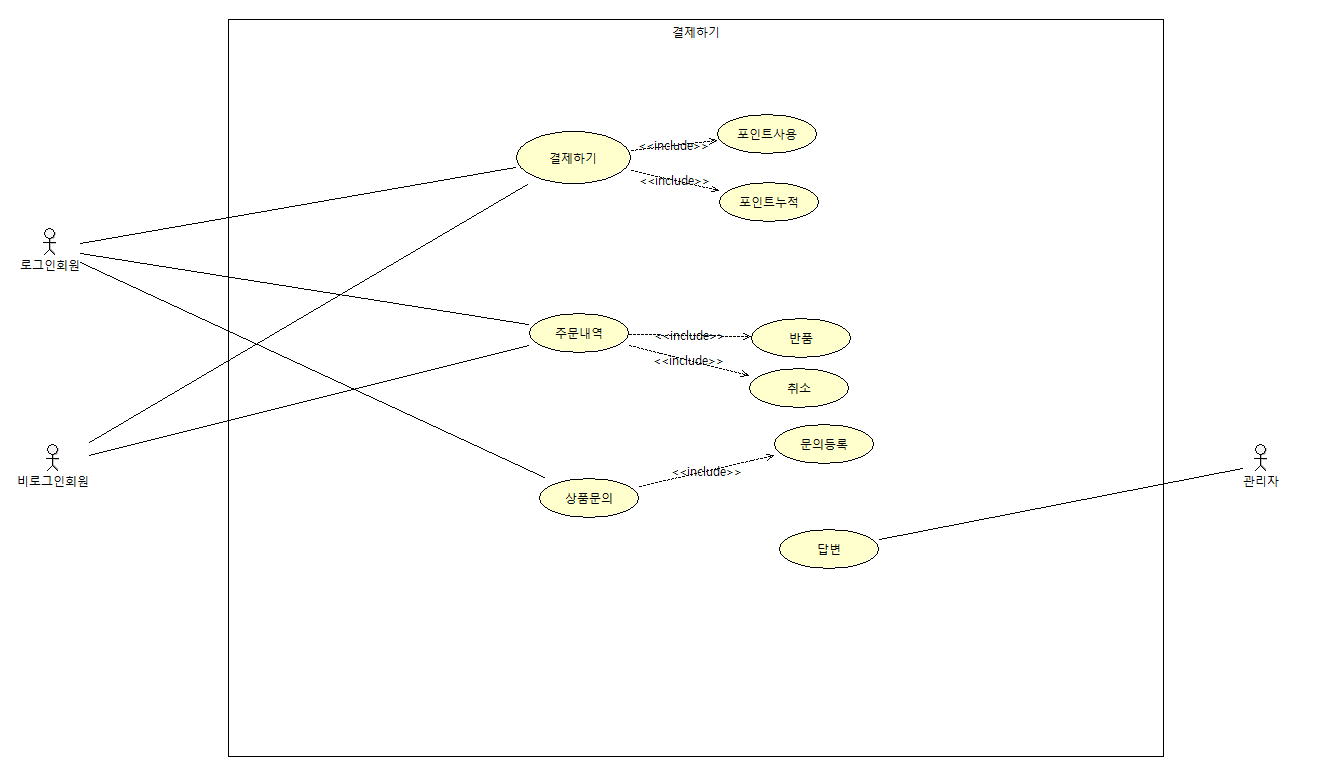 결제하기
포인트사용
결제하기
<<include>>
<<include>>
포인트누적
로그인회원
주문내역
<<include>>
반품
<<include>>
취소
문의등록
<<include>>
비로그인회원
관리자
상품문의
답변